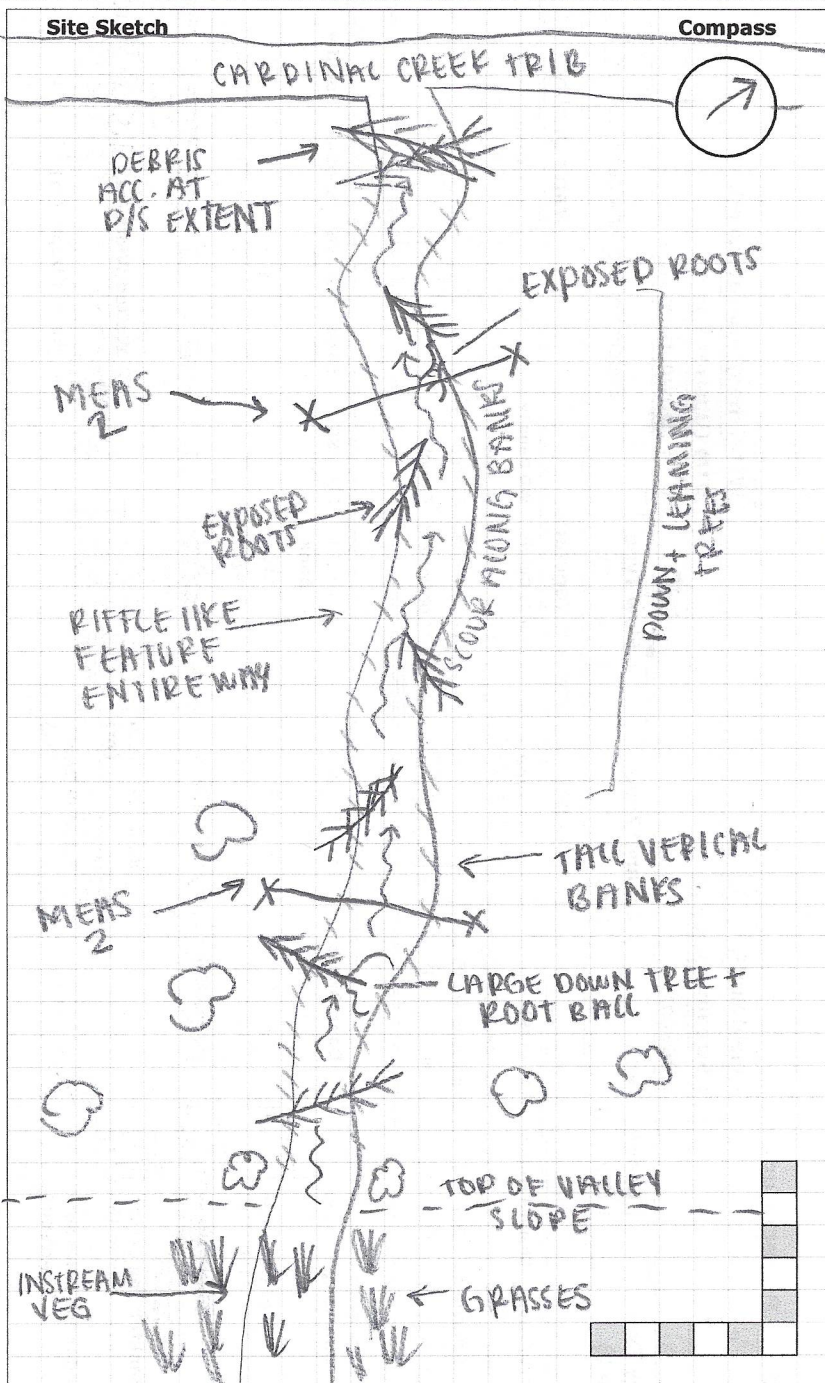 Site Sketch
Compass
CARDINAL CREEK TRIB
DEBRIS
ACC. AT
D/S EXTENT
EXPOSED ROOTS
MEAS
2
SCOUR ALONG BANKS
DOWN + LEANING
TREES
EXPOSED
ROOTS
RIFFLE LIKE
FEATURE
ENTIRE WAY
TALL VERICAL
BANKS
MEAS
2
LARGE DOWN TREE +
ROOT BALL
TOP OF VALLEY
SLOPE
INSTREAM
VEG
GRASSES